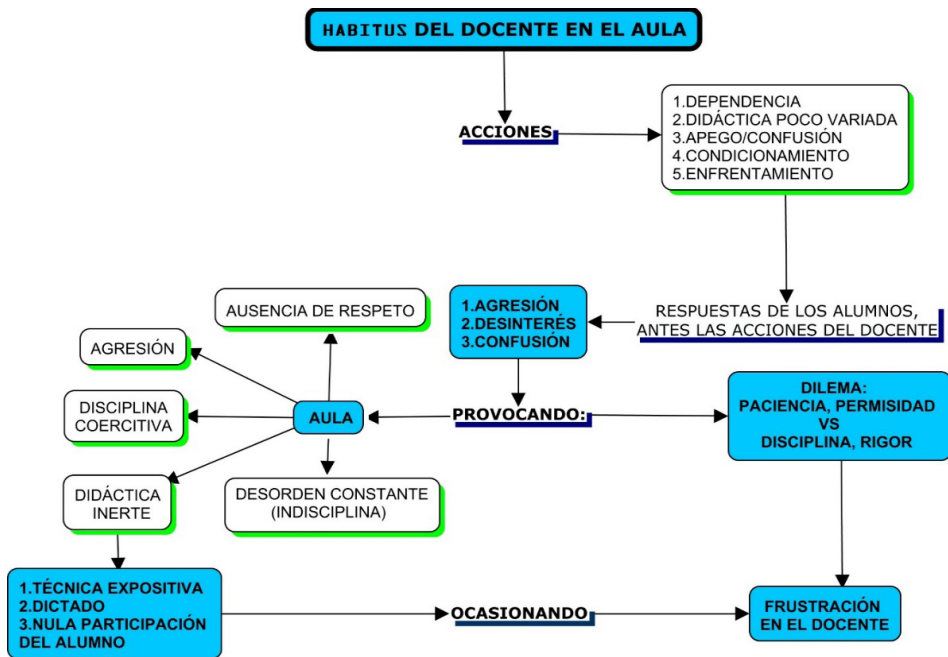 HABITUS DEL DOCENTE EN EL AULA
ACCIONES
1.DEPENDENCIA
2.DIDÁCTICA POCO VARIADA
3.APEGO/CONFUSIÓN
4.CONDICIONAMIENTO
5.ENFRENTAMIENTO
RESPUESTAS DE LOS ALUMNOS,
ANTES LAS ACCIONES DEL DOCENTE
1.AGRESIÓN
2.DESINTERÉS
3.CONFUSIÓN
PROVOCANDO:
AULA
AUSENCIA DE RESPETO
AGRESIÓN
DISCIPLINA
COERCITIVA
DIDÁCTICA
INERTE
DESORDEN CONSTANTE
(INDISCIPLINA)
DILEMA:
PACIENCIA, PERMISIDAD
VS
DISCIPLINA, RIGOR
1.TÉCNICA EXPOSITIVA
2.DICTADO
3.NULA PARTICIPACIÓN
DEL ALUMNO
OCASIONANDO
FRUSTRACIÓN
EN EL DOCENTE